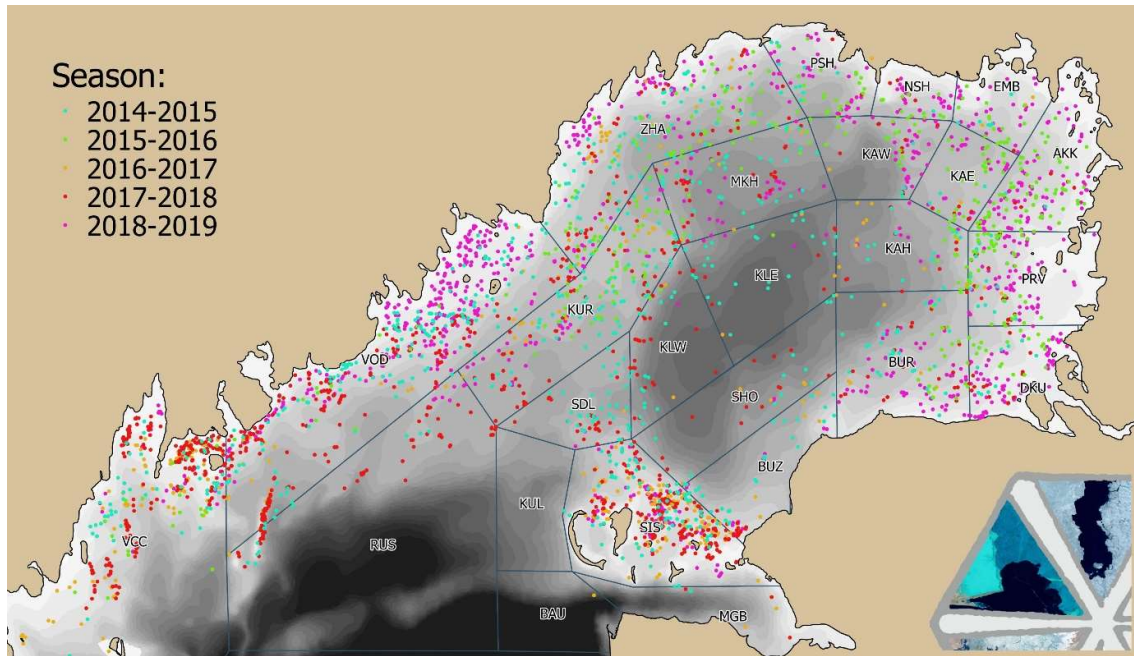 Season:
2014-2015
2015-2016
2016-2017
2017-2018
2018-2019
PSH
NSH
EMB
ZHA
KAW
AKK
MKH
KAE
KAH
KLE
PRV
KUR
KLW
VOD
BUR
DKU
SHO
SDL
BUZ
KUL
SIS
VCC
RUS
BAU
MGB